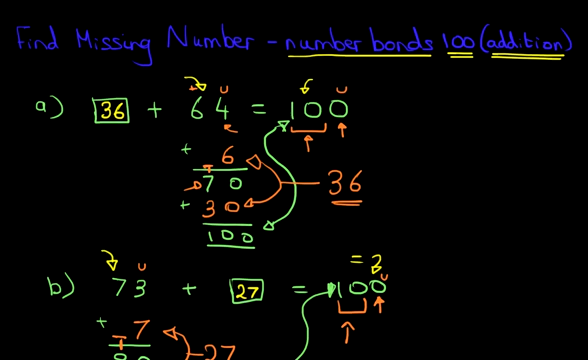 Find Missing Number - number bonds 100 (addition)
a) 36 + 64 = 100
T U U
+ 6
70
+ 30
100
36
= 2
b) 73 + 27 = 100
U U
+ 7
80
27